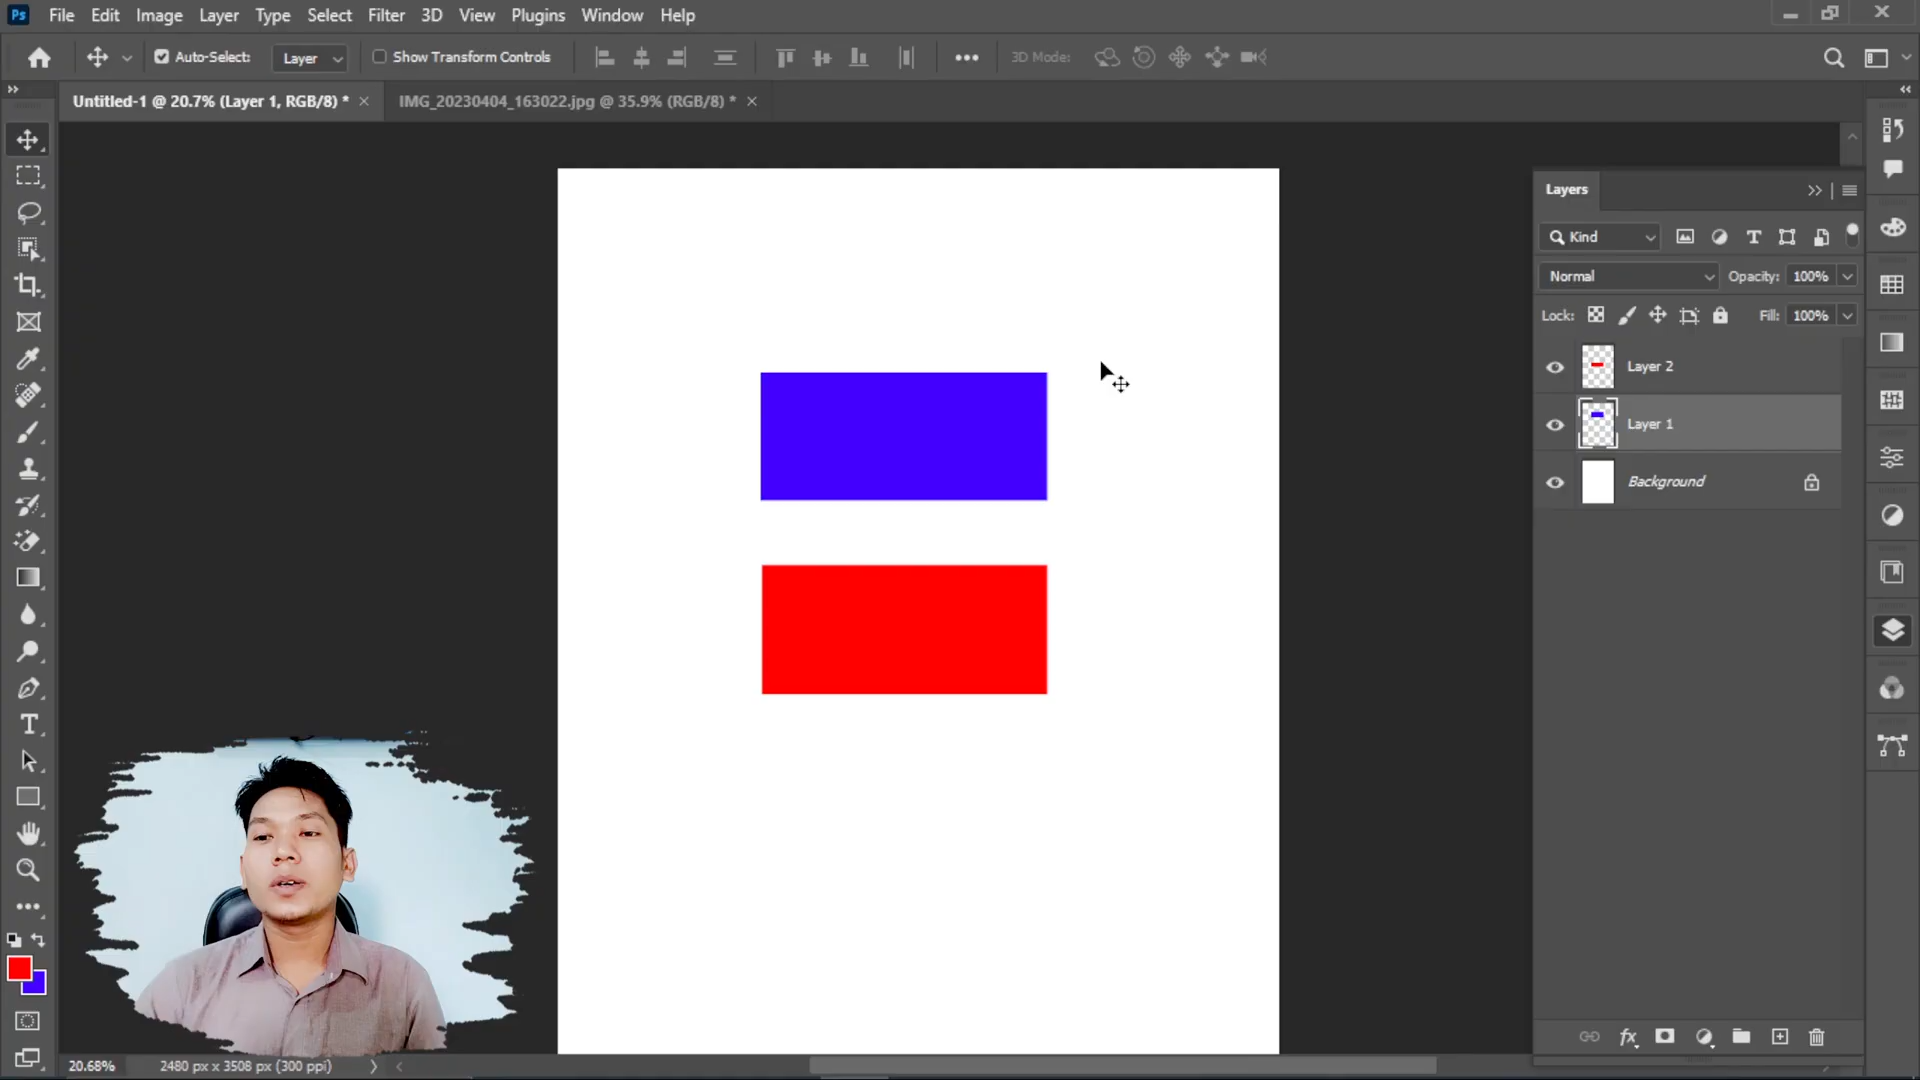 Ps File Edit Image Layer Type Select Filter 3D View Plugins Window Help
Auto-Select: Layer Show Transform Controls 3D Mode:
Untitled-1 @ 20.7% (Layer 1, RGB/8) * IMG_20230404_163022.jpg @ 35.9% (RGB/8) *
Layers
Kind
Normal Opacity: 100%
Lock: Fill: 100%
Layer 2
Layer 1
Background
fx
20.68% 2480 px x 3508 px (300 ppi)